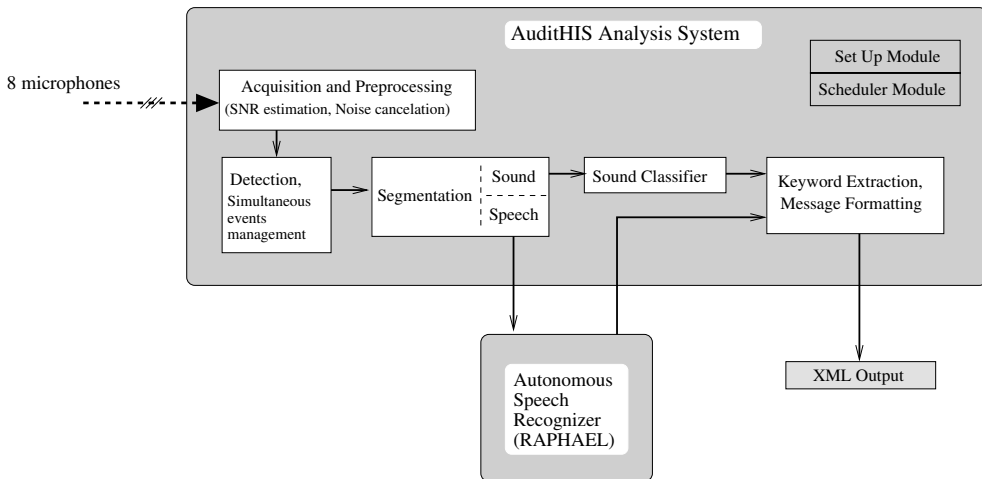 AuditHIS Analysis System
Set Up Module
Scheduler Module
8 microphones
Acquisition and Preprocessing
(SNR estimation, Noise cancelation)
Detection,
Simultaneous
events
management
Segmentation
Sound
Speech
Sound Classifier
Keyword Extraction,
Message Formatting
Autonomous
Speech
Recognizer
(RAPHAEL)
XML Output